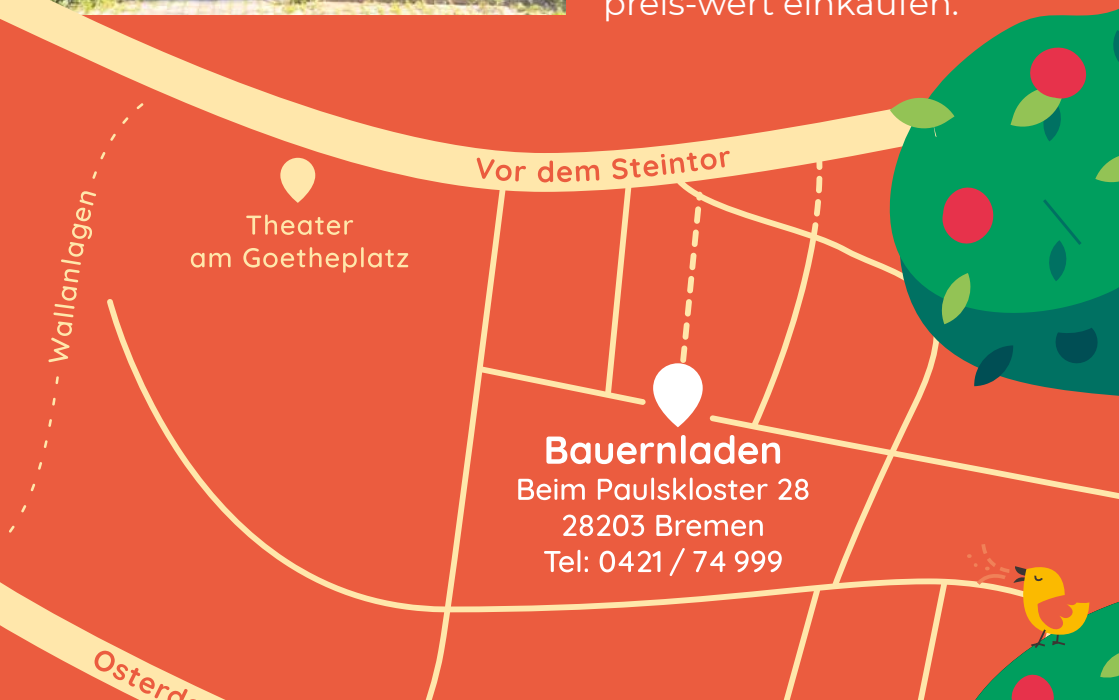 preis-wert einkaufen.
Vor dem Steintor
Theater
am Goetheplatz
Wallanlagen
Bauernladen
Beim Paulskloster 28
28203 Bremen
Tel: 0421 / 74 999